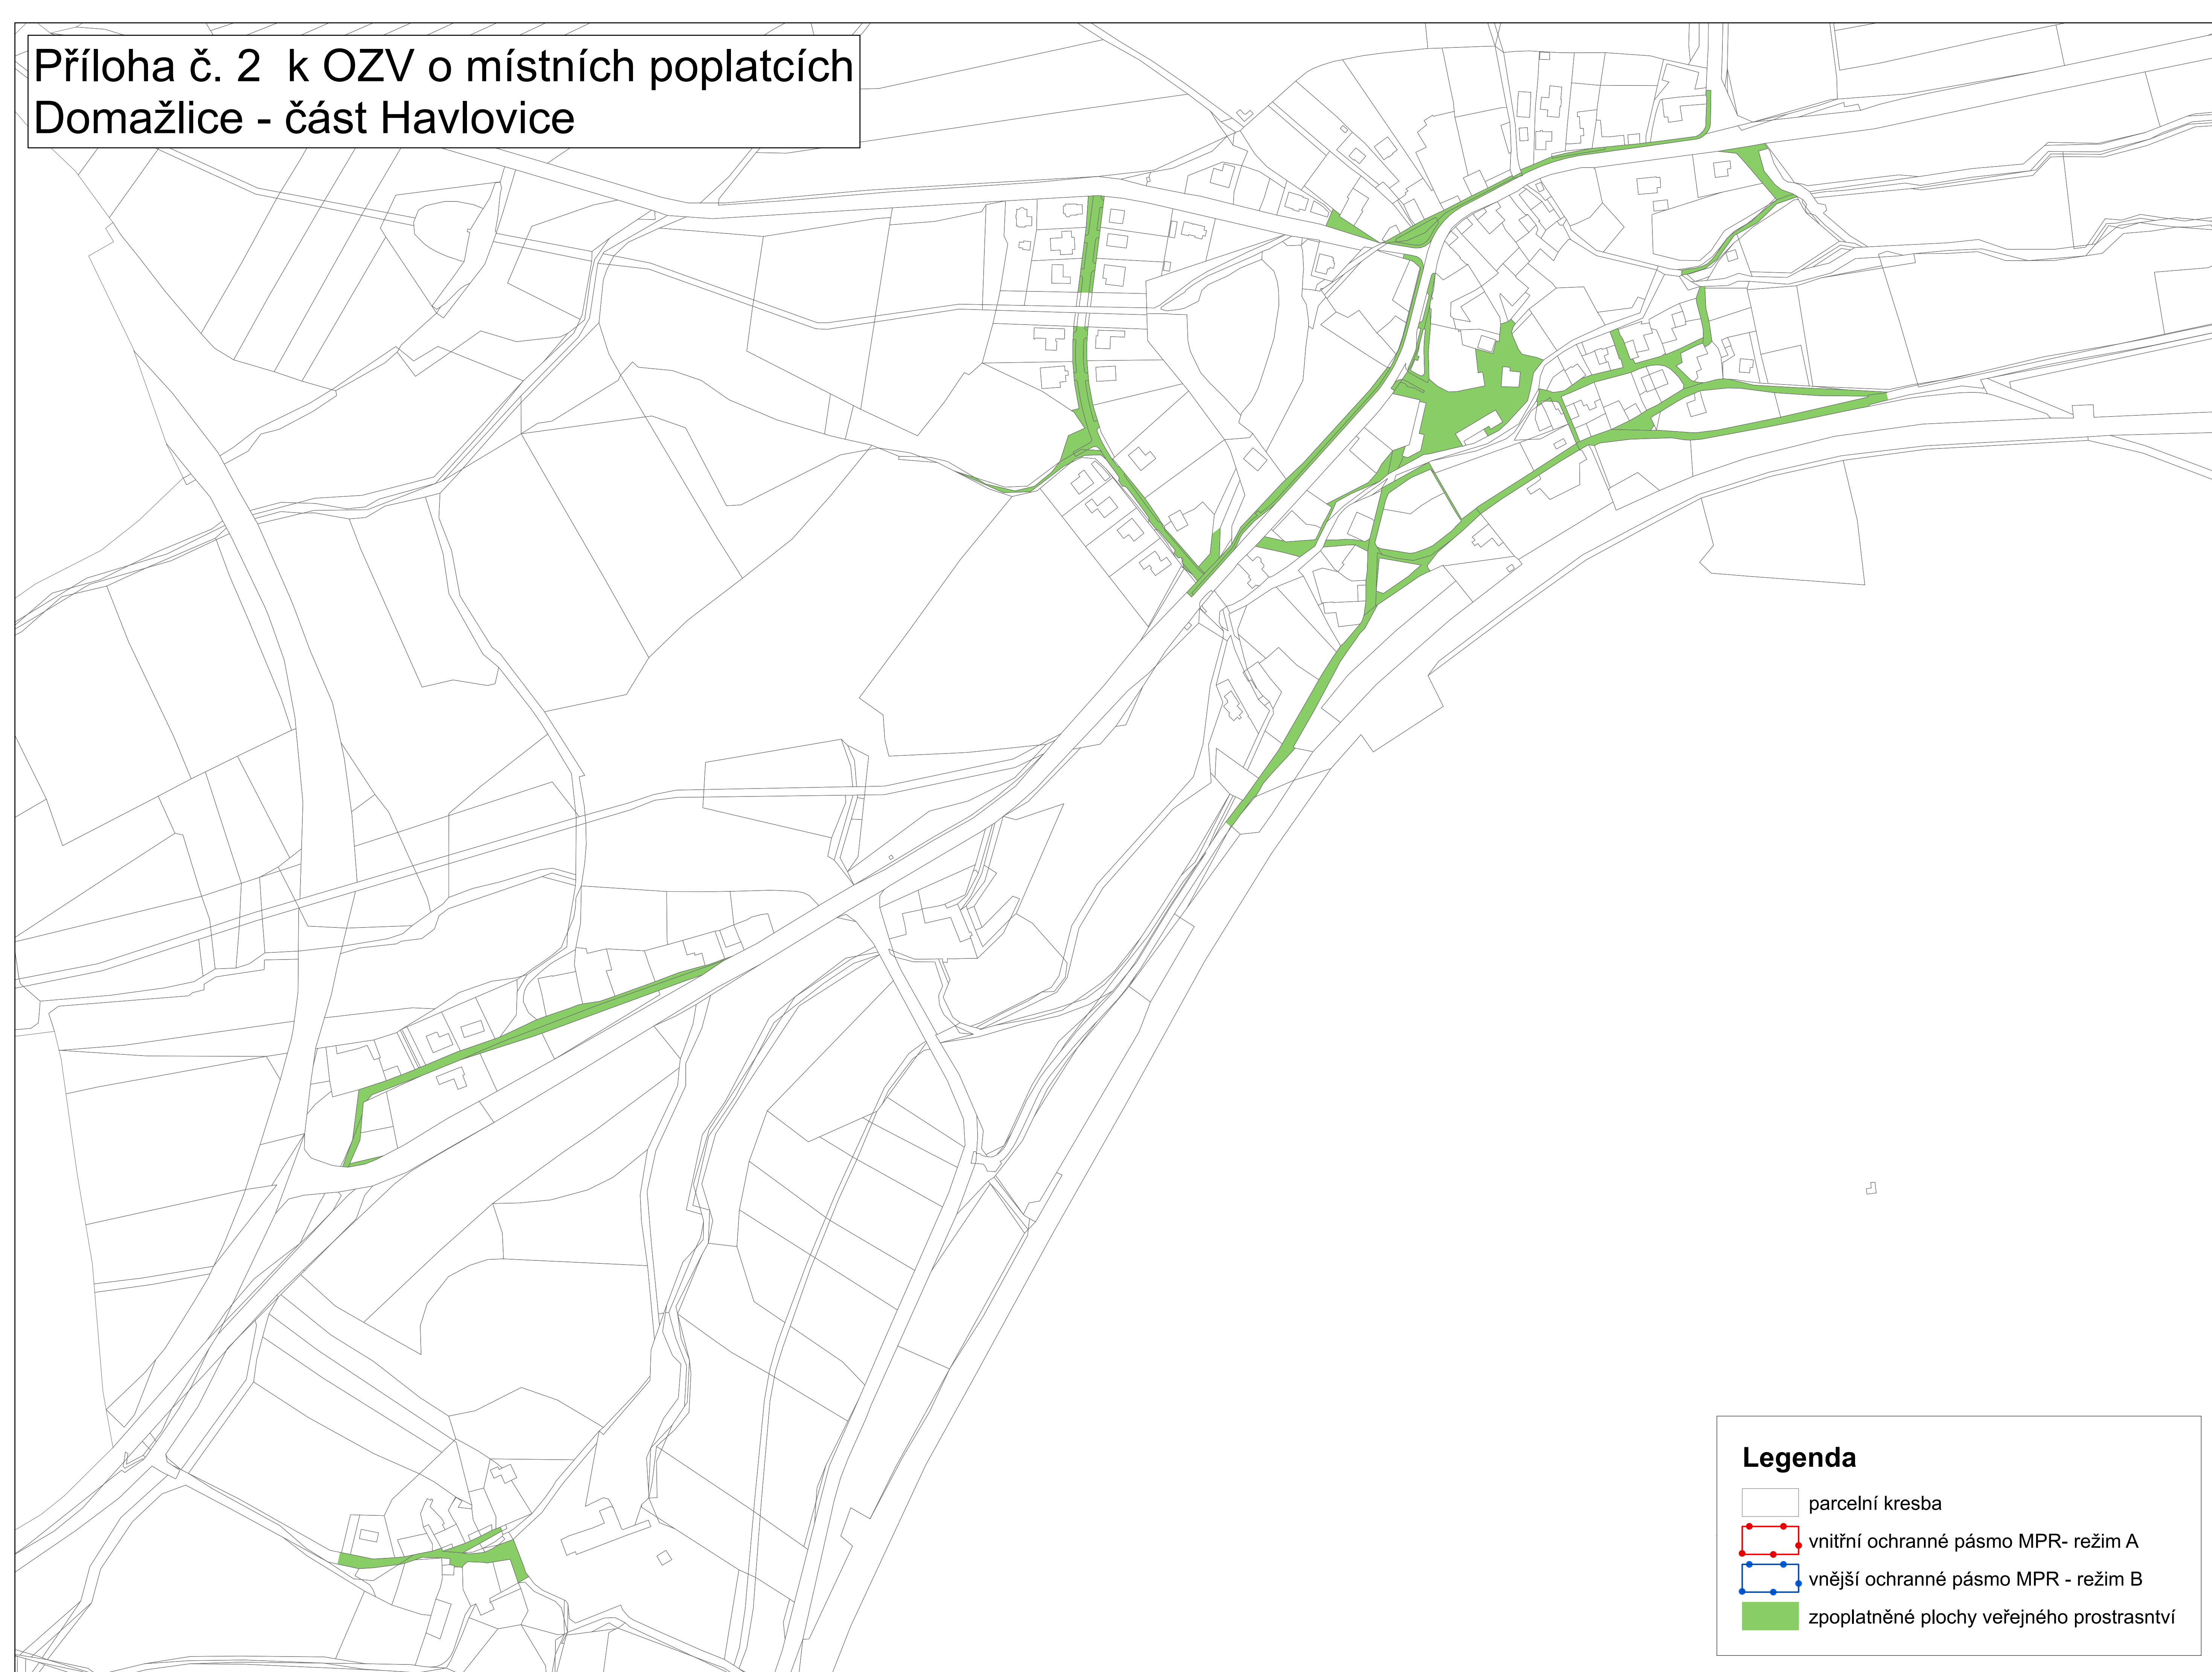 Příloha č. 2 k OZV o místních poplatcích
Domažlice - část Havlovice
Legenda
parcelní kresba
vnitřní ochranné pásmo MPR- režim A
vnější ochranné pásmo MPR - režim B
zpoplatněné plochy veřejného prostrasntví